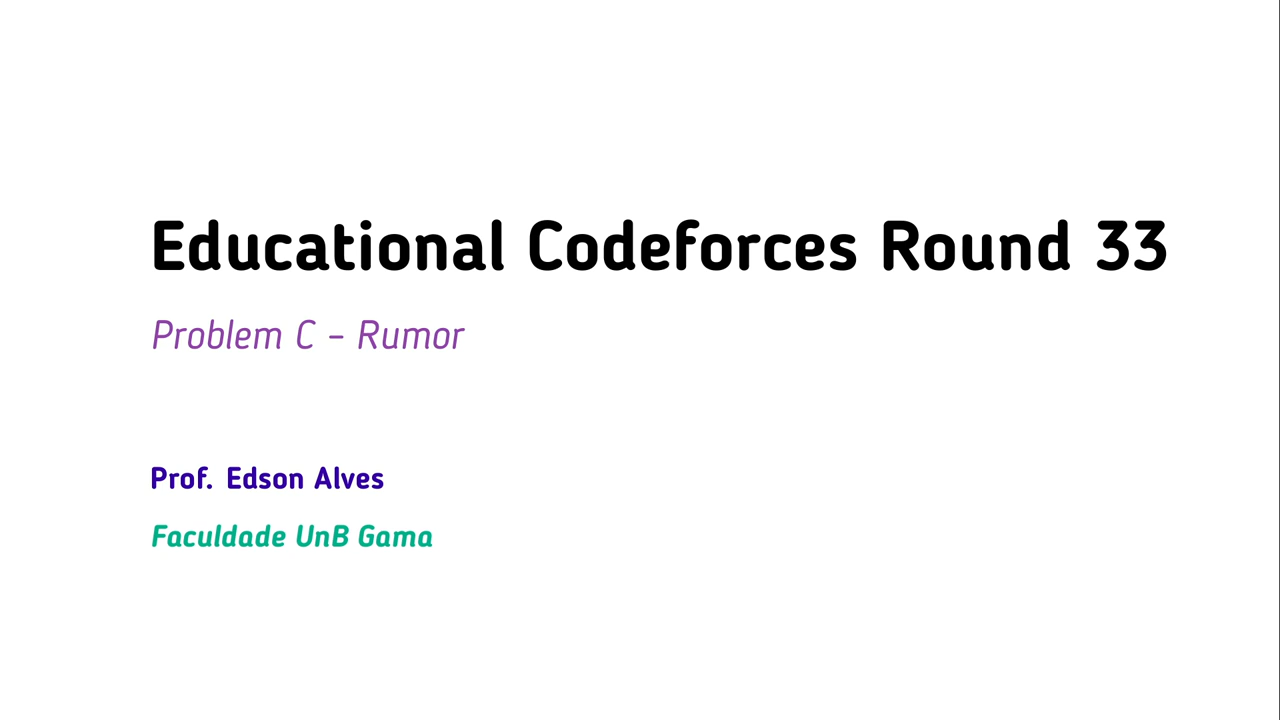 Educational Codeforces Round 33
Problem C - Rumor
Prof. Edson Alves
Faculdade UnB Gama